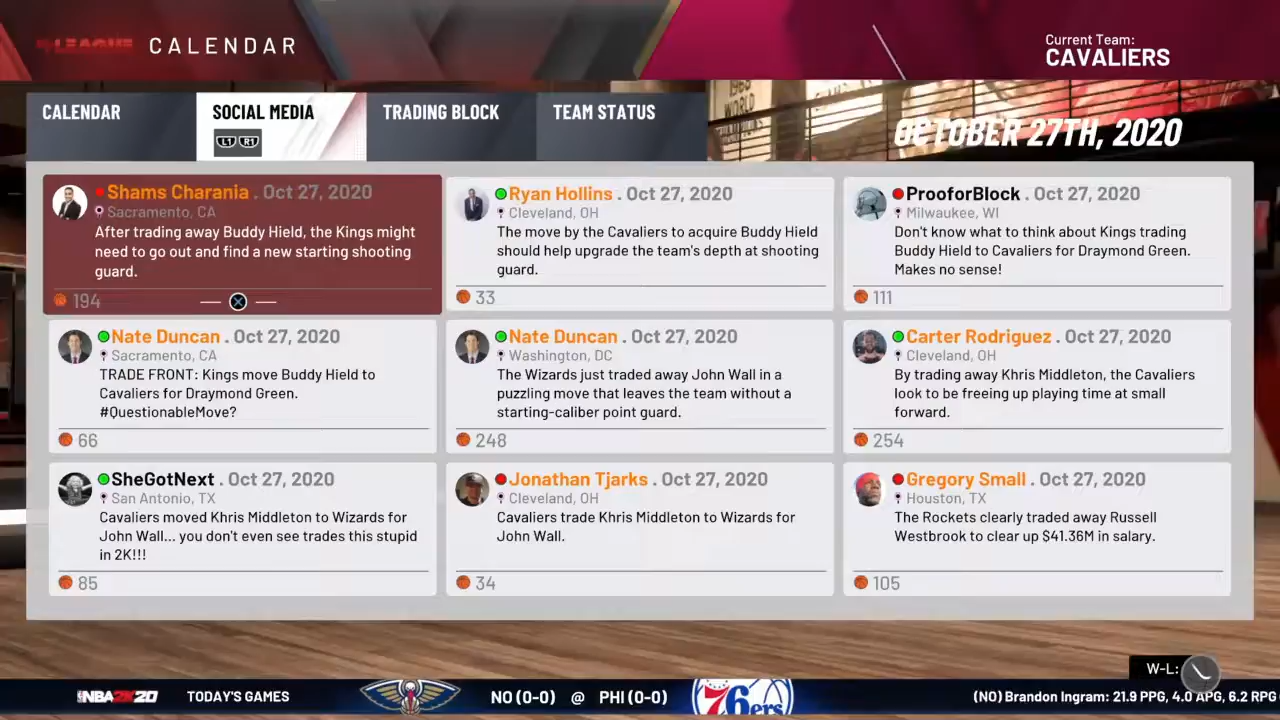 LEAGUE CALENDAR
Current Team:
CAVALIERS
CALENDAR
SOCIAL MEDIA
TRADING BLOCK
TEAM STATUS
L1 R1
OCTOBER 27TH, 2020
Shams Charania . Oct 27, 2020
Sacramento, CA
After trading away Buddy Hield, the Kings might
need to go out and find a new starting shooting
guard.
194
Ryan Hollins . Oct 27, 2020
Cleveland, OH
The move by the Cavaliers to acquire Buddy Hield
should help upgrade the team's depth at shooting
guard.
33
ProoforBlock . Oct 27, 2020
Milwaukee, WI
Don't know what to think about Kings trading
Buddy Hield to Cavaliers for Draymond Green.
Makes no sense!
111
Nate Duncan . Oct 27, 2020
Sacramento, CA
TRADE FRONT: Kings move Buddy Hield to
Cavaliers for Draymond Green.
#QuestionableMove?
66
Nate Duncan . Oct 27, 2020
Washington, DC
The Wizards just traded away John Wall in a
puzzling move that leaves the team without a
starting-caliber point guard.
248
Carter Rodriguez . Oct 27, 2020
Cleveland, OH
By trading away Khris Middleton, the Cavaliers
look to be freeing up playing time at small
forward.
254
SheGotNext . Oct 27, 2020
San Antonio, TX
Cavaliers moved Khris Middleton to Wizards for
John Wall... you don't even see trades this stupid
in 2K!!!
85
Jonathan Tjarks . Oct 27, 2020
Cleveland, OH
Cavaliers trade Khris Middleton to Wizards for
John Wall.
34
Gregory Small . Oct 27, 2020
Houston, TX
The Rockets clearly traded away Russell
Westbrook to clear up $41.36M in salary.
105
W-L:
NBA 2K20 TODAY'S GAMES NO (0-0) @ PHI (0-0) 76ers (NO) Brandon Ingram: 21.9 PPG, 4.0 APG, 6.2 RPG